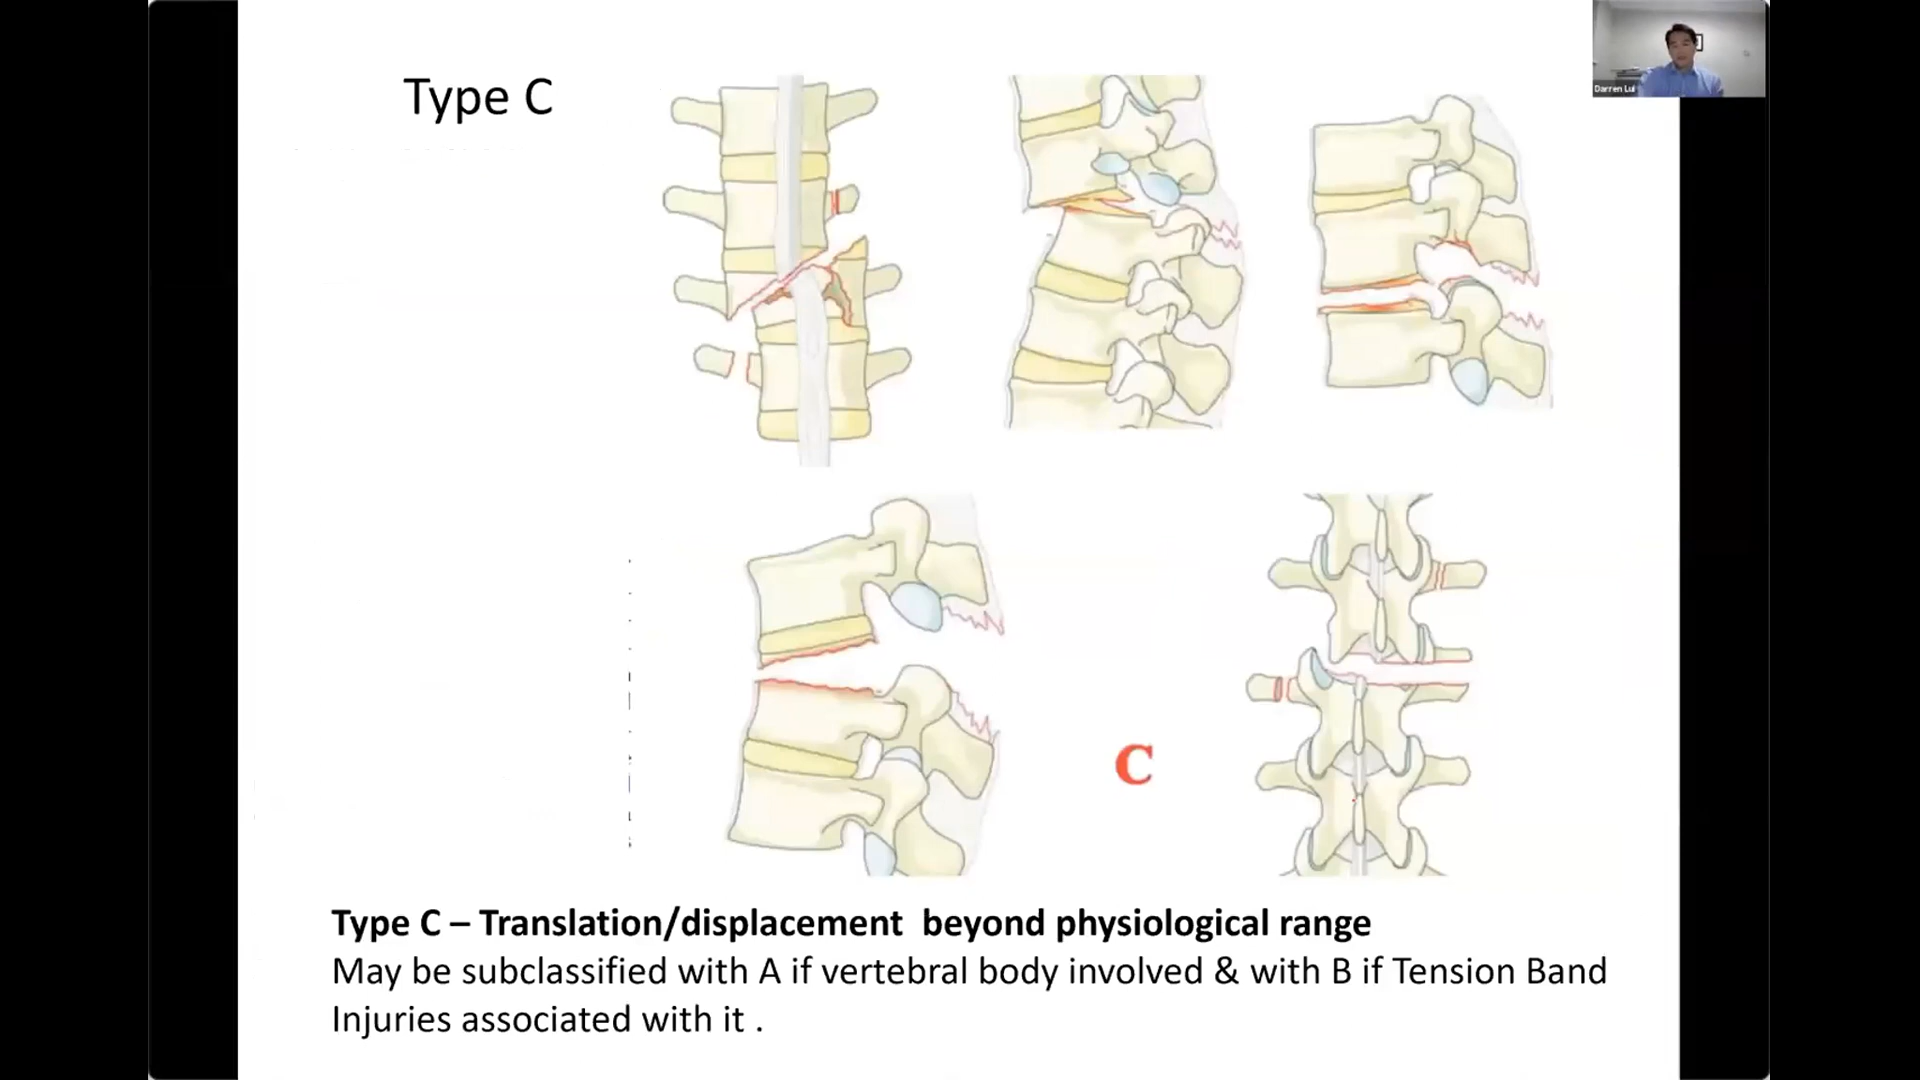 Type C
Darren Lui
C
Type C – Translation/displacement  beyond physiological range
May be subclassified with A if vertebral body involved & with B if Tension Band
Injuries associated with it .